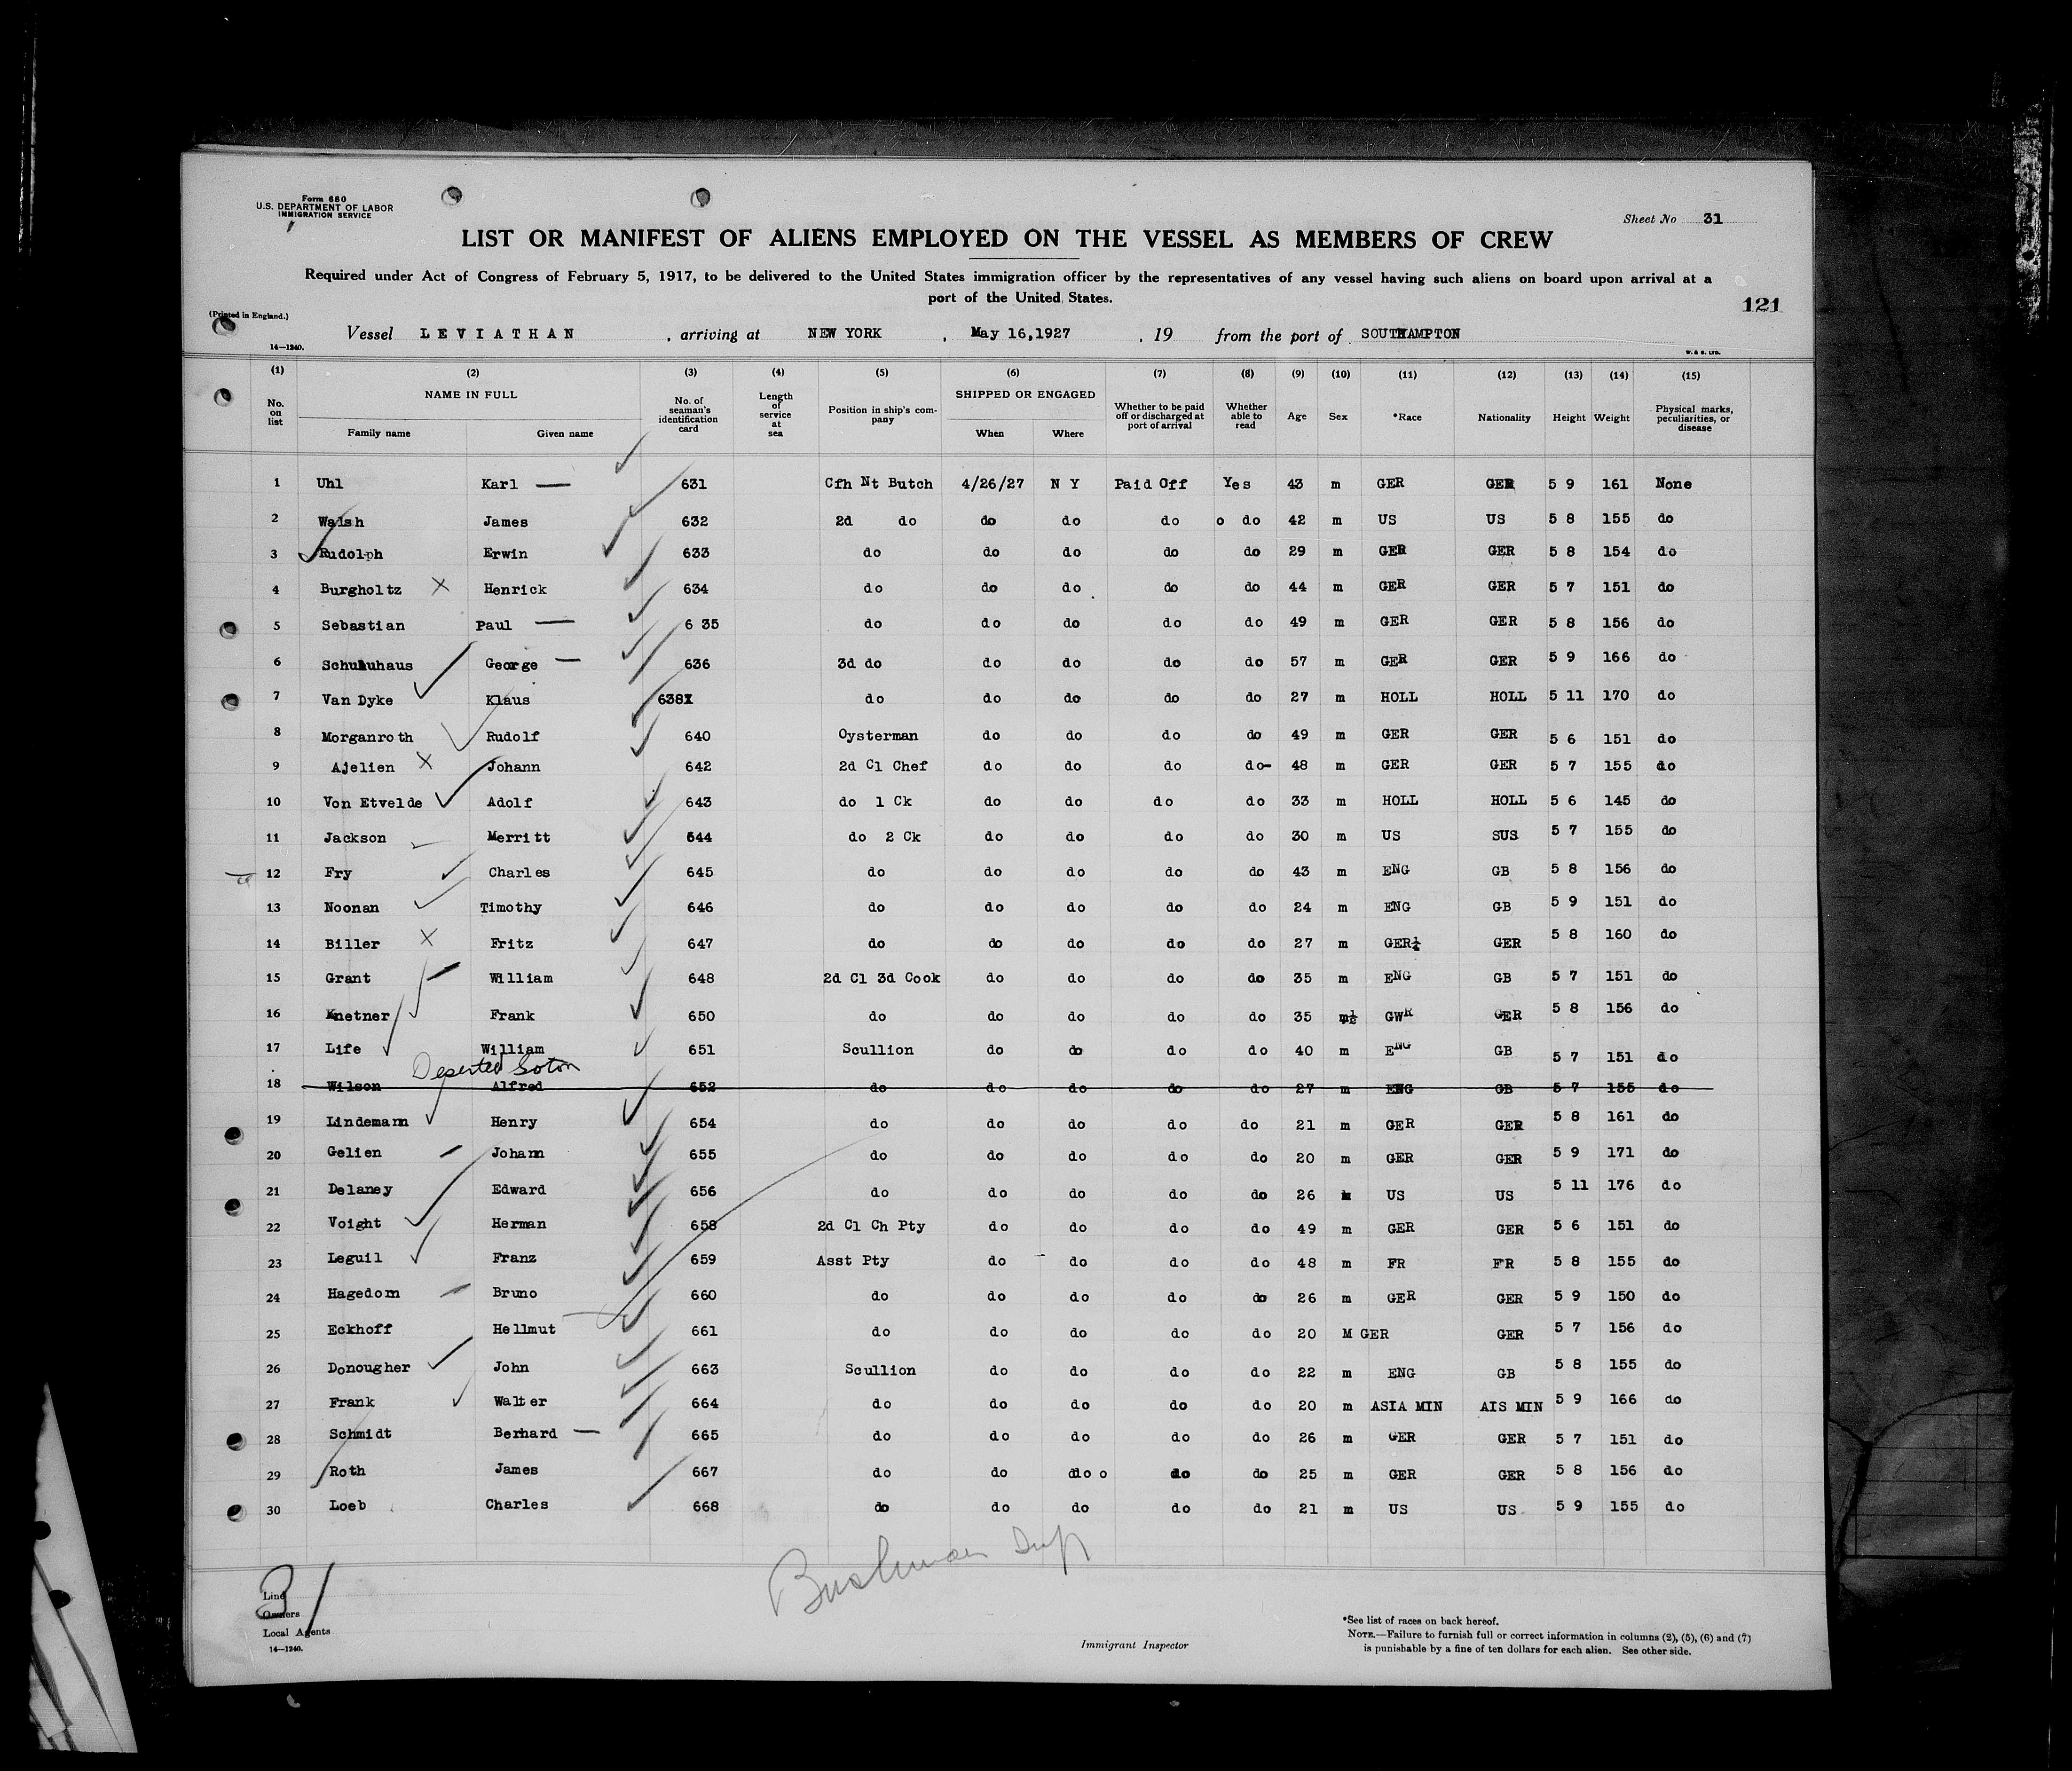 Form 680
U.S. DEPARTMENT OF LABOR
IMMIGRATION SERVICE
Sheet No 31
LIST OR MANIFEST OF ALIENS EMPLOYED ON THE VESSEL AS MEMBERS OF CREW
Required under Act of Congress of February 5, 1917, to be delivered to the United States immigration officer by the representatives of any vessel having such aliens on board upon arrival at a
port of the United States.
121
(Printed in England.)
Vessel LEVIATHAN , arriving at NEW YORK , May 16,1927 , 19 from the port of SOUTHAMPTON
14—1240.
W. & S. LTD.
(1) (2) (3) (4) (5) (6) (7) (8) (9) (10) (11) (12) (13) (14) (15)
No. on list NAME IN FULL Family name Given name No. of seaman's identification card Length of service at sea Position in ship's company SHIPPED OR ENGAGED When Where Whether to be paid off or discharged at port of arrival Whether able to read Age Sex *Race Nationality Height Weight Physical marks, peculiarities, or disease
1 Uhl Karl 631 Cfh Nt Butch 4/26/27 N Y Paid Off Yes 43 m GER GER 5 9 161 None
2 Walsh James 632 2d do do do do o do 42 m US US 5 8 155 do
3 Rudolph Erwin 633 do do do do do 29 m GER GER 5 8 154 do
4 Burgholtz Henrick 634 do do do do do 44 m GER GER 5 7 151 do
5 Sebastian Paul 6 35 do do do do do 49 m GER GER 5 8 156 do
6 Schumuhaus George 636 3d do do do do do 57 m GER GER 5 9 166 do
7 Van Dyke Klaus 638X do do do do do 27 m HOLL HOLL 5 11 170 do
8 Morganroth Rudolf 640 Oysterman do do do do 49 m GER GER 5 6 151 do
9 Ajelien Johann 642 2d Cl Chef do do do do- 48 m GER GER 5 7 155 do
10 Von Etvelde Adolf 643 do 1 Ck do do do do 33 m HOLL HOLL 5 6 145 do
11 Jackson Merritt 644 do 2 Ck do do do do 30 m US SUS 5 7 155 do
12 Fry Charles 645 do do do do do 43 m ENG GB 5 8 156 do
13 Noonan Timothy 646 do do do do do 24 m ENG GB 5 9 151 do
14 Biller Fritz 647 do do do do do 27 m GER½ GER 5 8 160 do
15 Grant William 648 2d Cl 3d Cook do do do do 35 m ENG GB 5 7 151 do
16 Knetner Frank 650 do do do do do 35 m½ GWR GER 5 8 156 do
17 Life William 651 Scullion do do do do 40 m ENG GB 5 7 151 do
Deserted Soton
18 Wilson Alfred 652 do do do do do 27 m ENG GB 5 7 155 do
19 Lindemann Henry 654 do do do do do 21 m GER GER 5 8 161 do
20 Gelien Johann 655 do do do do do 20 m GER GER 5 9 171 do
21 Delaney Edward 656 do do do do do 26 m US US 5 11 176 do
22 Voight Herman 658 2d Cl Ch Pty do do do do 49 m GER GER 5 6 151 do
23 Leguil Franz 659 Asst Pty do do do do 48 m FR FR 5 8 155 do
24 Hagedorn Bruno 660 do do do do do 26 m GER GER 5 9 150 do
25 Eckhoff Hellmut 661 do do do do do 20 M GER GER 5 7 156 do
26 Donougher John 663 Scullion do do do do 22 m ENG GB 5 8 155 do
27 Frank Walter 664 do do do do do 20 m ASIA MIN AIS MIN 5 9 166 do
28 Schmidt Berhard 665 do do do do do 26 m GER GER 5 7 151 do
29 Roth James 667 do do do o do do 25 m GER GER 5 8 156 do
30 Loeb Charles 668 do do do do do 21 m US US 5 9 155 do
31
Line
Owners
Local Agents
14—1240.
Immigrant Inspector
*See list of races on back hereof.
NOTE.—Failure to furnish full or correct information in columns (2), (5), (6) and (7)
is punishable by a fine of ten dollars for each alien. See other side.